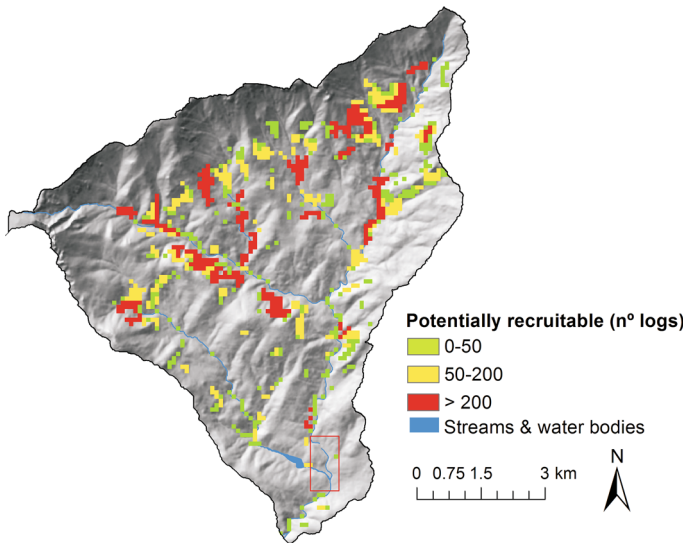 Potentially recruitable (nº logs)
0-50
50-200
> 200
Streams & water bodies
N
0 0.75 1.5 3 km